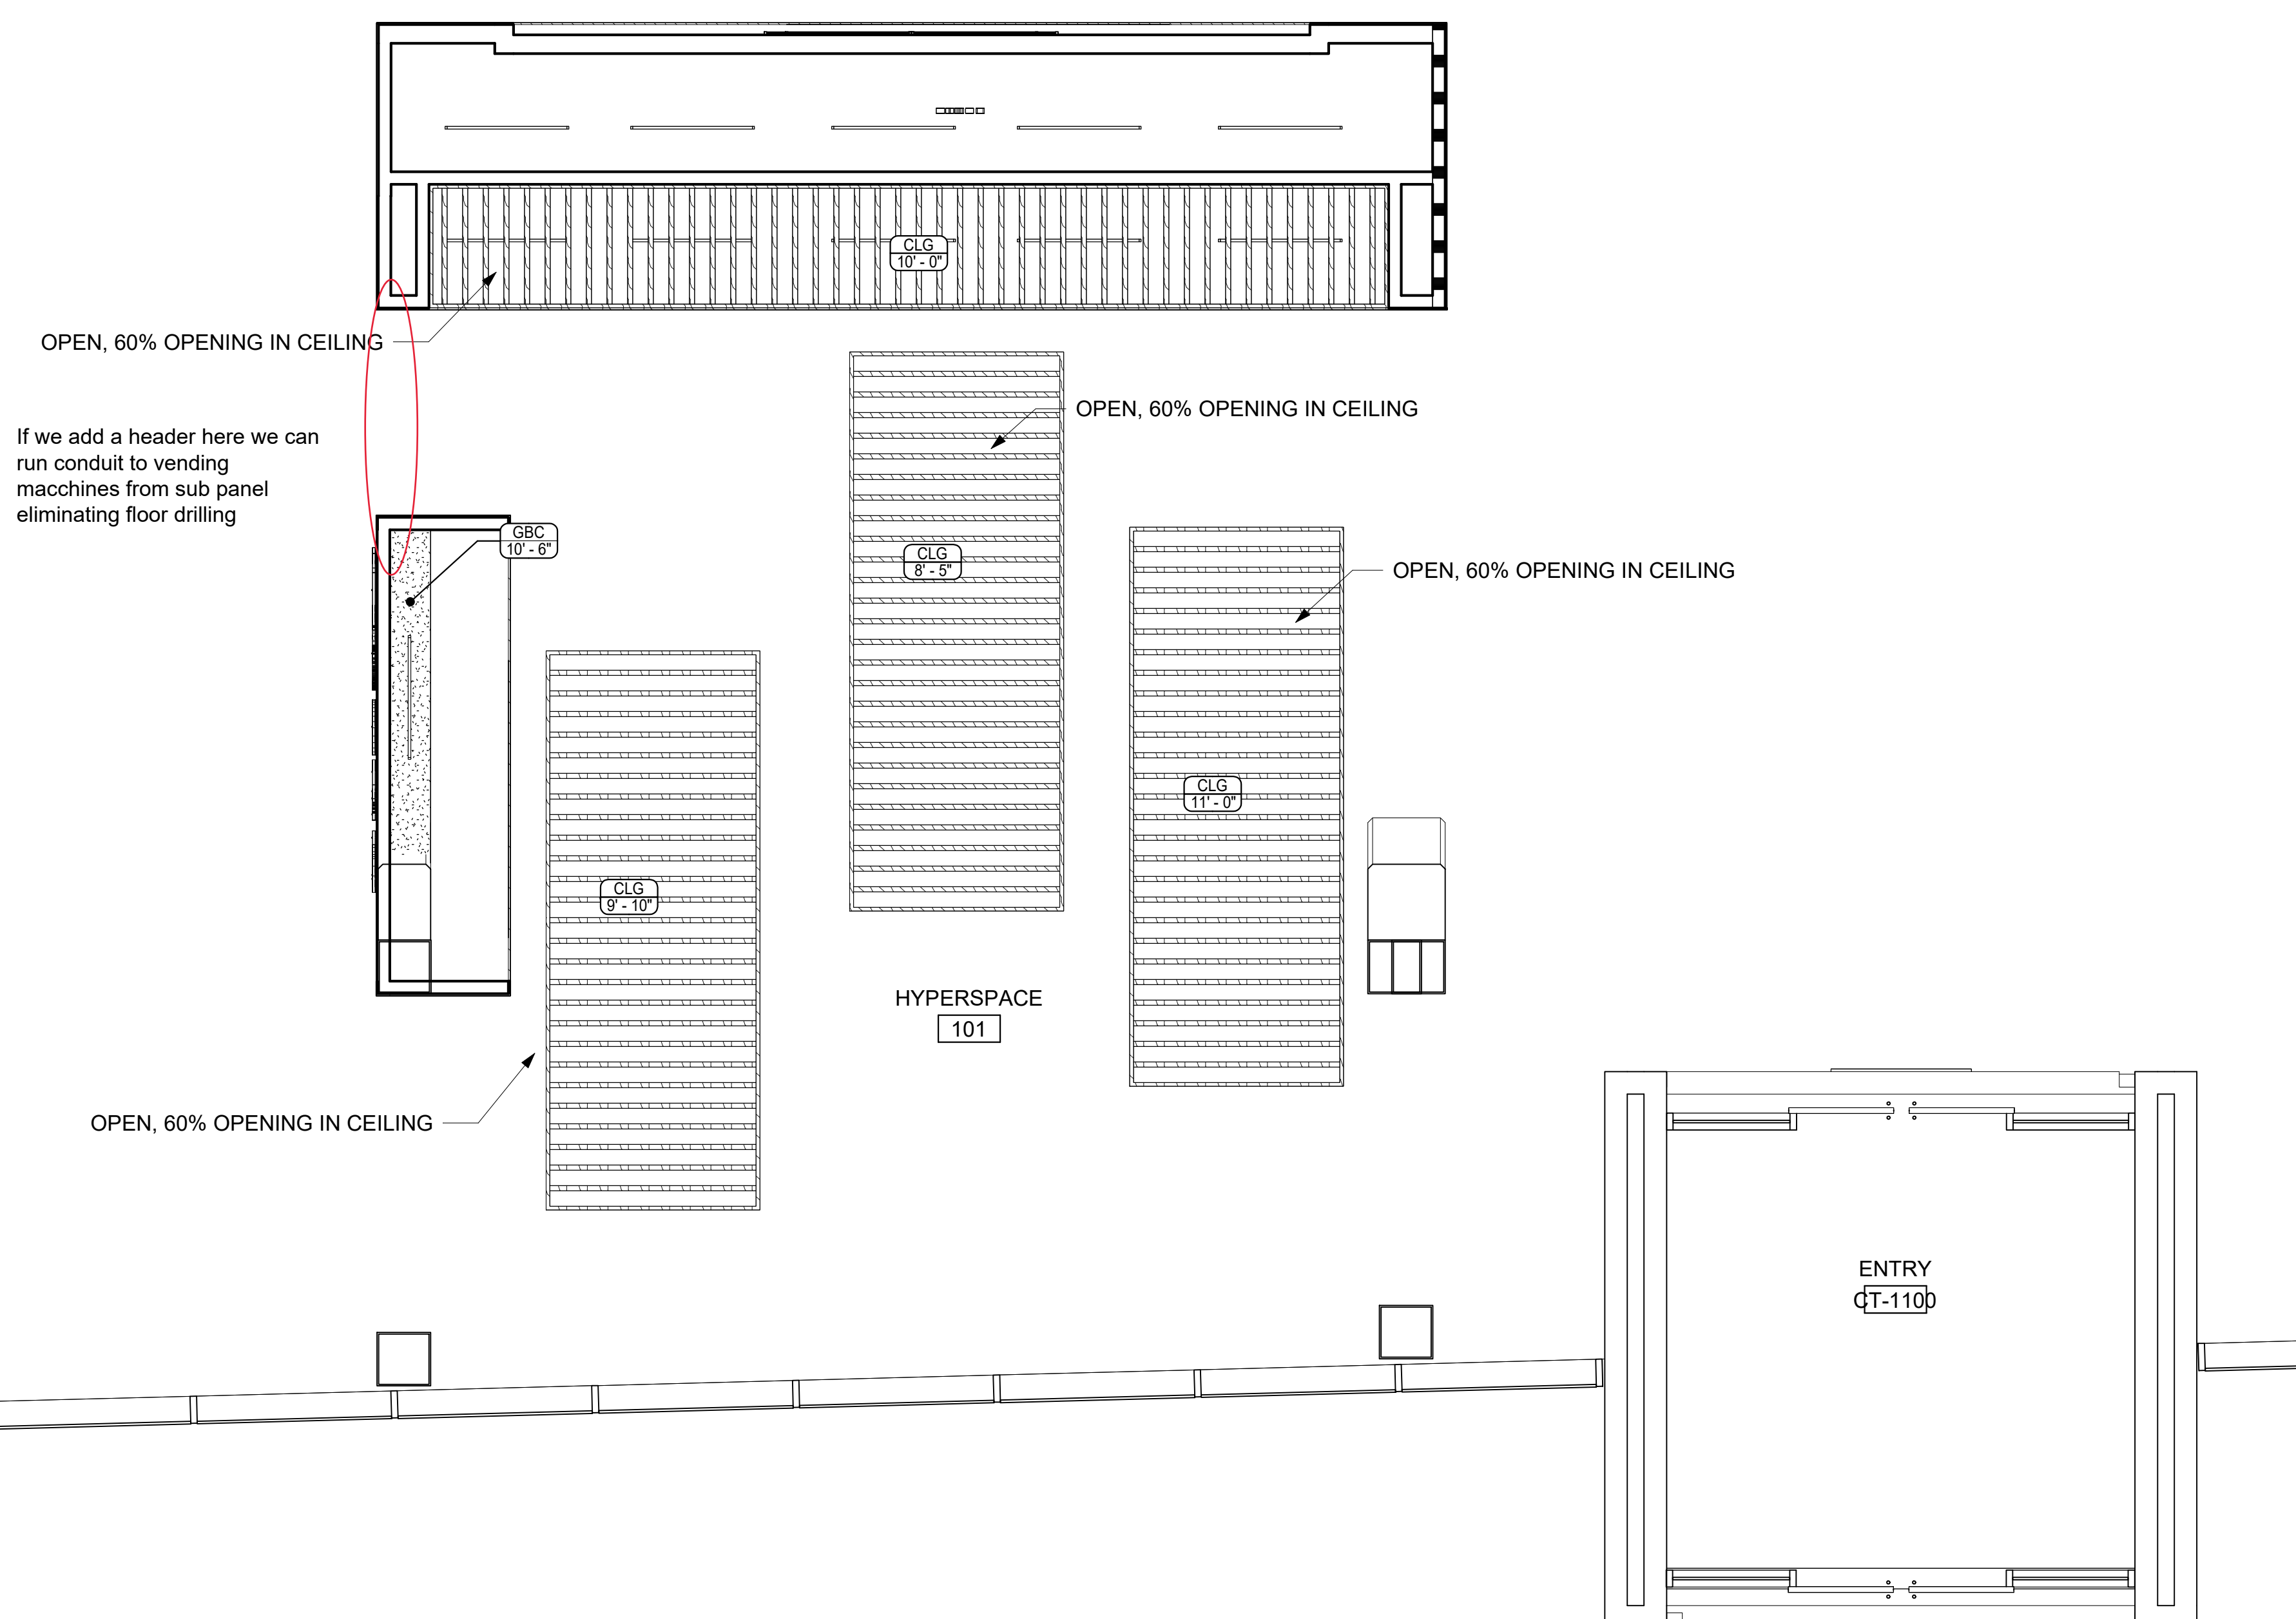 CLG
10' - 0"
OPEN, 60% OPENING IN CEILING
OPEN, 60% OPENING IN CEILING
If we add a header here we can
run conduit to vending
macchines from sub panel
eliminating floor drilling
GBC
10' - 6"
CLG
8' - 5"
OPEN, 60% OPENING IN CEILING
CLG
11' - 0"
CLG
9' - 10"
HYPERSPACE
101
OPEN, 60% OPENING IN CEILING
ENTRY
CT-1100